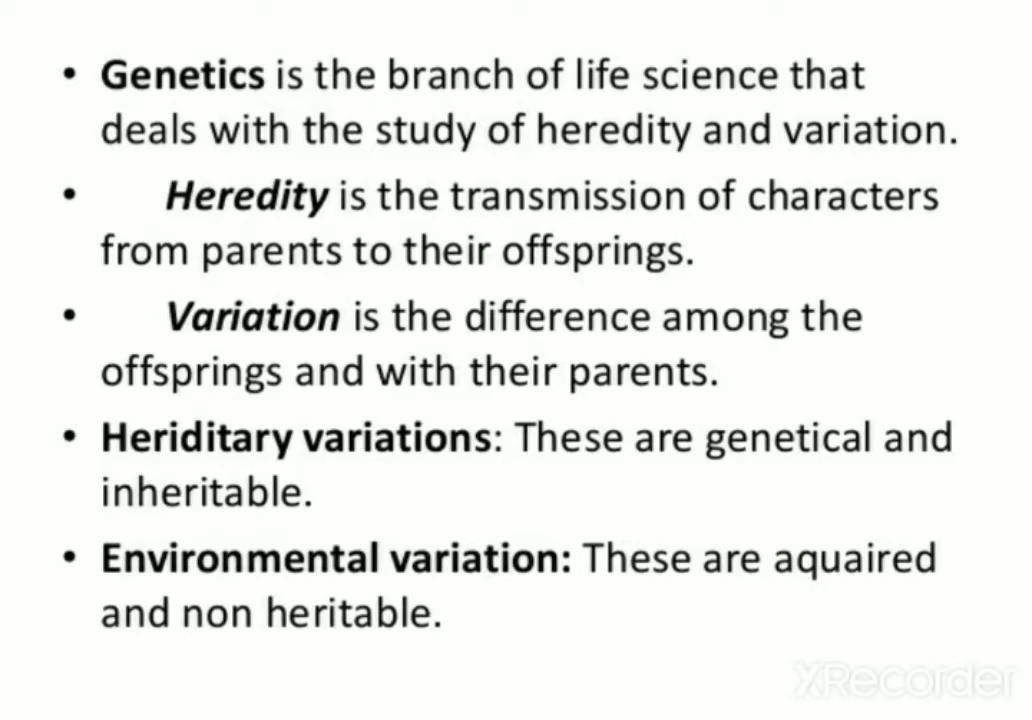 • Genetics is the branch of life science that
deals with the study of heredity and variation.
• Heredity is the transmission of characters
from parents to their offsprings.
• Variation is the difference among the
offsprings and with their parents.
• Heriditary variations: These are genetical and
inheritable.
• Environmental variation: These are aquaired
and non heritable.
XRecorder